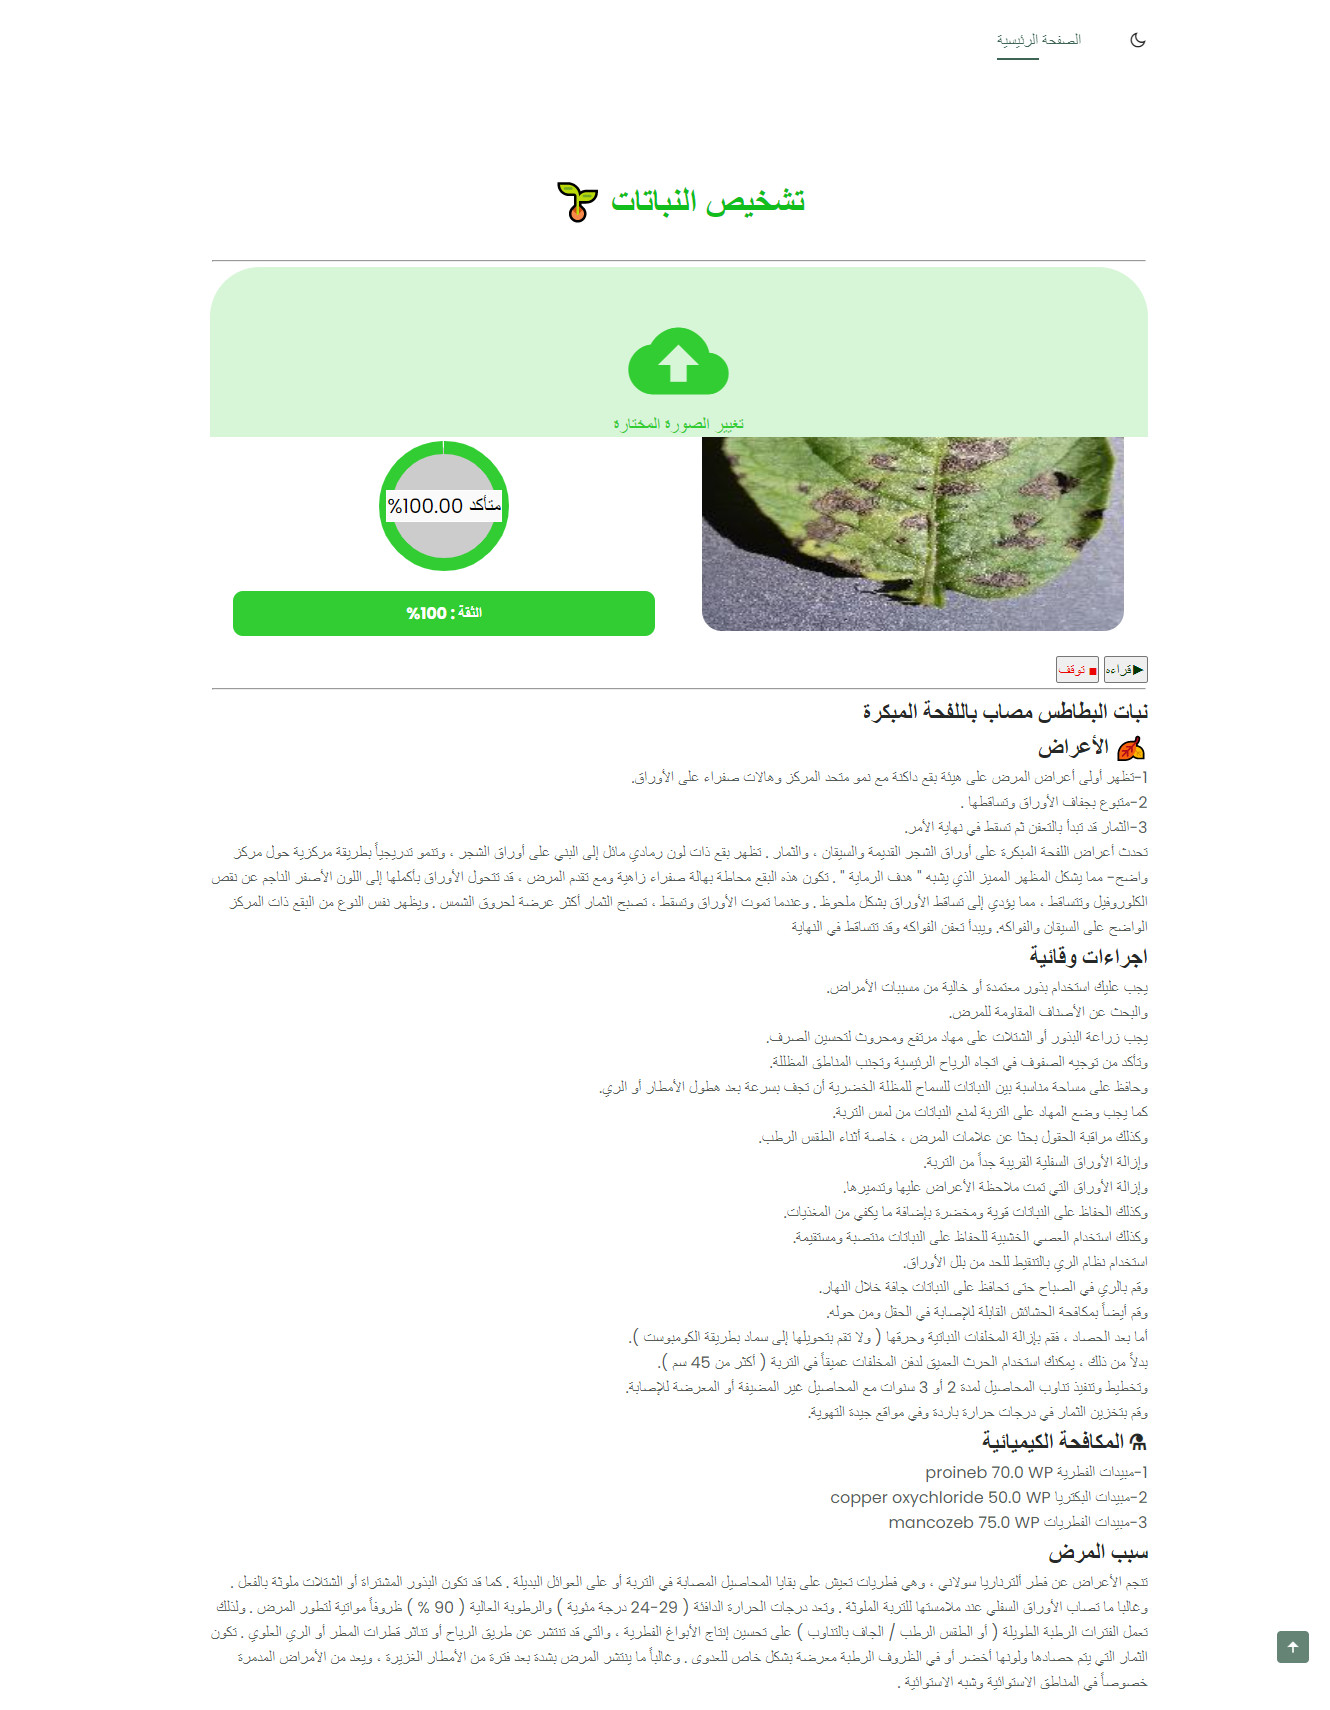 الصفحة الرئيسية
تشخيص النباتات
تغيير الصورة المختارة
متأكد 100.00%
الثقة : 100%
قراءه
توقف
نبات البطاطس مصاب باللفحة المبكرة
الأعراض
1-تظهر أولى أعراض المرض على هيئة بقع داكنة مع نمو متحد المركز وهالات صفراء على الأوراق.
2-متبوع بجفاف الأوراق وتساقطها .
3-الثمار قد تبدأ بالتعفن ثم تسقط في نهاية الأمر.
تحدث أعراض اللفحة المبكرة على أوراق الشجر القديمة والسيقان ، والثمار . تظهر بقع ذات لون رمادي مائل إلى البني على أوراق الشجر ، وتنمو تدريجياً بطريقة مركزية حول مركز
واضح- مما يشكل المظهر المميز الذي يشبه " هدف الرماية " . تكون هذه البقع محاطة بهالة صفراء زاهية ومع تقدم المرض ، قد تتحول الأوراق بأكملها إلى اللون الأصفر الناجم عن نقص
الكلوروفيل وتتساقط ، مما يؤدي إلى تساقط الأوراق بشكل ملحوظ . وعندما تموت الأوراق وتسقط ، تصبح الثمار أكثر عرضة لحروق الشمس . ويظهر نفس النوع من البقع ذات المركز
الواضح على السيقان والفواكه. ويبدأ تعفن الفواكه وقد تتساقط في النهاية
اجراءات وقائية
يجب عليك استخدام بذور معتمدة أو خالية من مسببات الأمراض.
والبحث عن الأصناف المقاومة للمرض.
يجب زراعة البذور أو الشتلات على مهاد مرتفع ومحروث لتحسين الصرف.
وتأكد من توجيه الصفوف في اتجاه الرياح الرئيسية وتجنب المناطق المظللة.
وحافظ على مساحة مناسبة بين النباتات للسماح للمظلة الخضرية أن تجف بسرعة بعد هطول الأمطار أو الري.
كما يجب وضع المهاد على التربة لمنع النباتات من لمس التربة.
وكذلك مراقبة الحقول بحثا عن علامات المرض ، خاصة أثناء الطقس الرطب.
وإزالة الأوراق السفلية القريبة جداً من التربة.
وإزالة الأوراق التي تمت ملاحظة الأعراض عليها وتدميرها.
وكذلك الحفاظ على النباتات قوية ومخضرة بإضافة ما يكفي من المغذيات.
وكذلك استخدام العصي الخشبية للحفاظ على النباتات منتصبة ومستقيمة.
استخدام نظام الري بالتنقيط للحد من بلل الأوراق.
وقم بالري في الصباح حتى تحافظ على النباتات جافة خلال النهار.
وقم أيضاً بمكافحة الحشائش القابلة للإصابة في الحقل ومن حوله.
أما بعد الحصاد ، فقم بإزالة المخلفات النباتية وحرقها ( ولا تقم بتحويلها إلى سماد بطريقة الكومبوست ).
بدلاً من ذلك ، يمكنك استخدام الحرث العميق لدفن المخلفات عميقاً في التربة ( أكثر من 45 سم ).
وتخطيط وتنفيذ تناوب المحاصيل لمدة 2 أو 3 سنوات مع المحاصيل غير المضيفة أو المعرضة للإصابة.
وقم بتخزين الثمار في درجات حرارة باردة وفي مواقع جيدة التهوية.
المكافحة الكيميائية
1-مبيدات الفطرية proineb 70.0 WP
2-مبيدات البكتريا copper oxychloride 50.0 WP
3-مبيدات الفطريات mancozeb 75.0 WP
سبب المرض
تنجم الأعراض عن فطر ألترناريا سولاني ، وهي فطريات تعيش على بقايا المحاصيل المصابة في التربة أو على العوائل البديلة . كما قد تكون البذور المشتراة أو الشتلات ملوثة بالفعل .
وغالبا ما تصاب الأوراق السفلي عند ملامستها للتربة الملوثة . وتعد درجات الحرارة الدافئة ( 24-29 درجة مئوية ) والرطوبة العالية ( 90 % ) ظروفاً مواتية لتطور المرض . ولذلك
تعمل الفترات الرطبة الطويلة ( أو الطقس الرطب / الجاف بالتناوب ) على تحسين إنتاج الأبواغ الفطرية ، والتي قد تنتشر عن طريق الرياح أو تناثر قطرات المطر أو الري العلوي . تكون
الثمار التي يتم حصادها ولونها أخضر أو في الظروف الرطبة معرضة بشكل خاص للعدوى . وغالباً ما ينتشر المرض بشدة بعد فترة من الأمطار الغزيرة ، ويعد من الأمراض المدمرة
خصوصاً في المناطق الاستوائية وشبه الاستوائية .